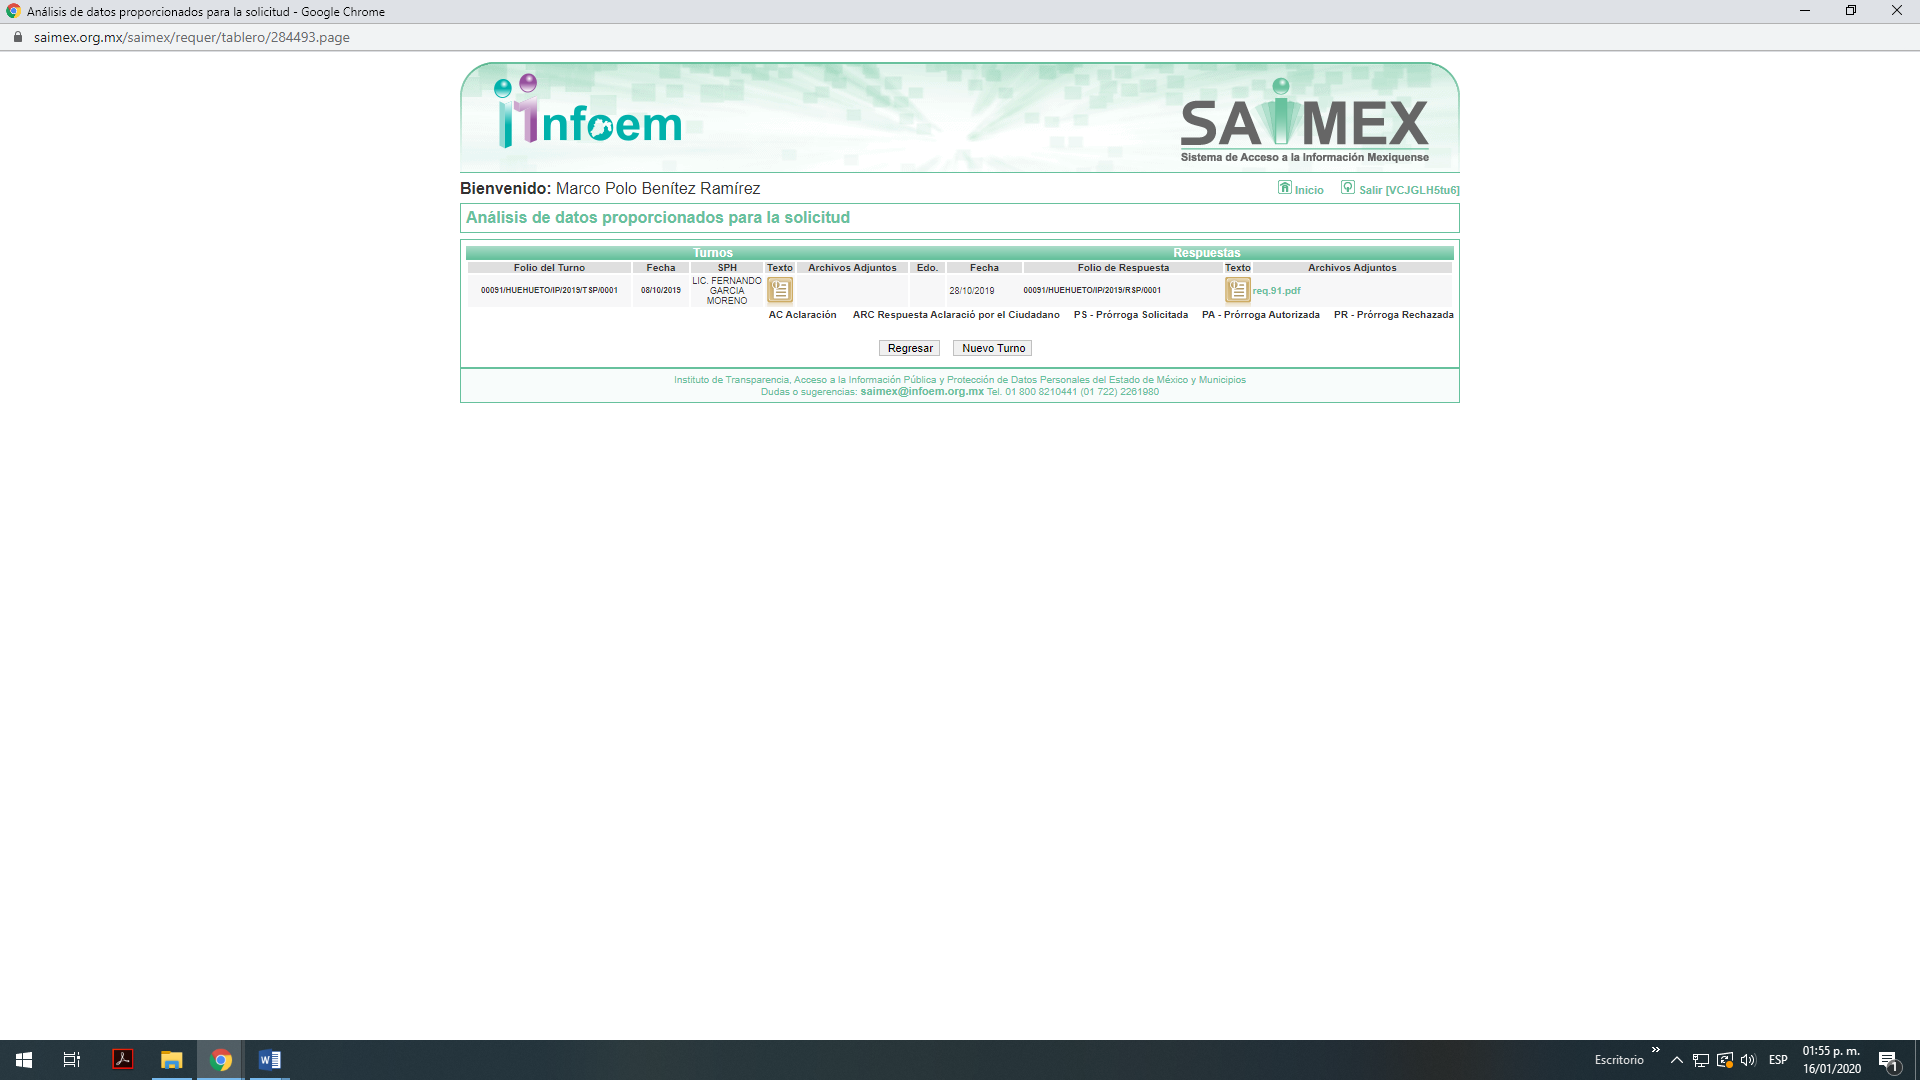 Análisis de datos proporcionados para la solicitud - Google Chrome
saimex.org.mx/saimex/requer/tablero/284493.page
infoem
SAIMEX
Sistema de Acceso a la Información Mexiquense
Bienvenido: Marco Polo Benítez Ramírez
Inicio Salir [VCJGLH5tu6]
Análisis de datos proporcionados para la solicitud
Turnos Respuestas
Folio del Turno Fecha SPH Texto Archivos Adjuntos Edo. Fecha Folio de Respuesta Texto Archivos Adjuntos
00091/HUEHUETO/IP/2019/TSP/0001 08/10/2019 LIC. FERNANDO GARCIA MORENO 28/10/2019 00091/HUEHUETO/IP/2019/RSP/0001 req.91.pdf
AC Aclaración ARC Respuesta Aclaració por el Ciudadano PS - Prórroga Solicitada PA - Prórroga Autorizada PR - Prórroga Rechazada
Regresar Nuevo Turno
Instituto de Transparencia, Acceso a la Información Pública y Protección de Datos Personales del Estado de México y Municipios
Dudas o sugerencias: saimex@infoem.org.mx Tel. 01 800 8210441 (01 722) 2261980
Escritorio » ESP 01:55 p. m.
16/01/2020 1